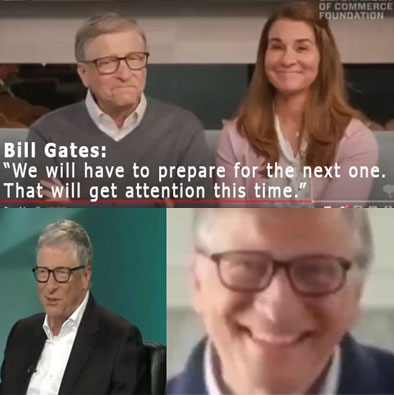 OF COMMERCE
FOUNDATION
Bill Gates:
“We will have to prepare for the next one.
That will get attention this time.”